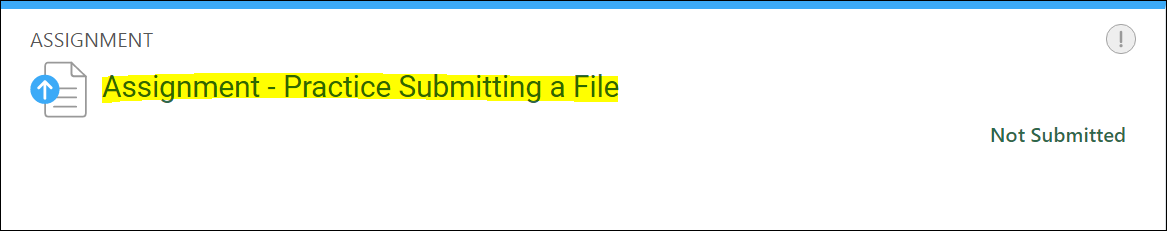 ASSIGNMENT
!
Assignment - Practice Submitting a File
Not Submitted